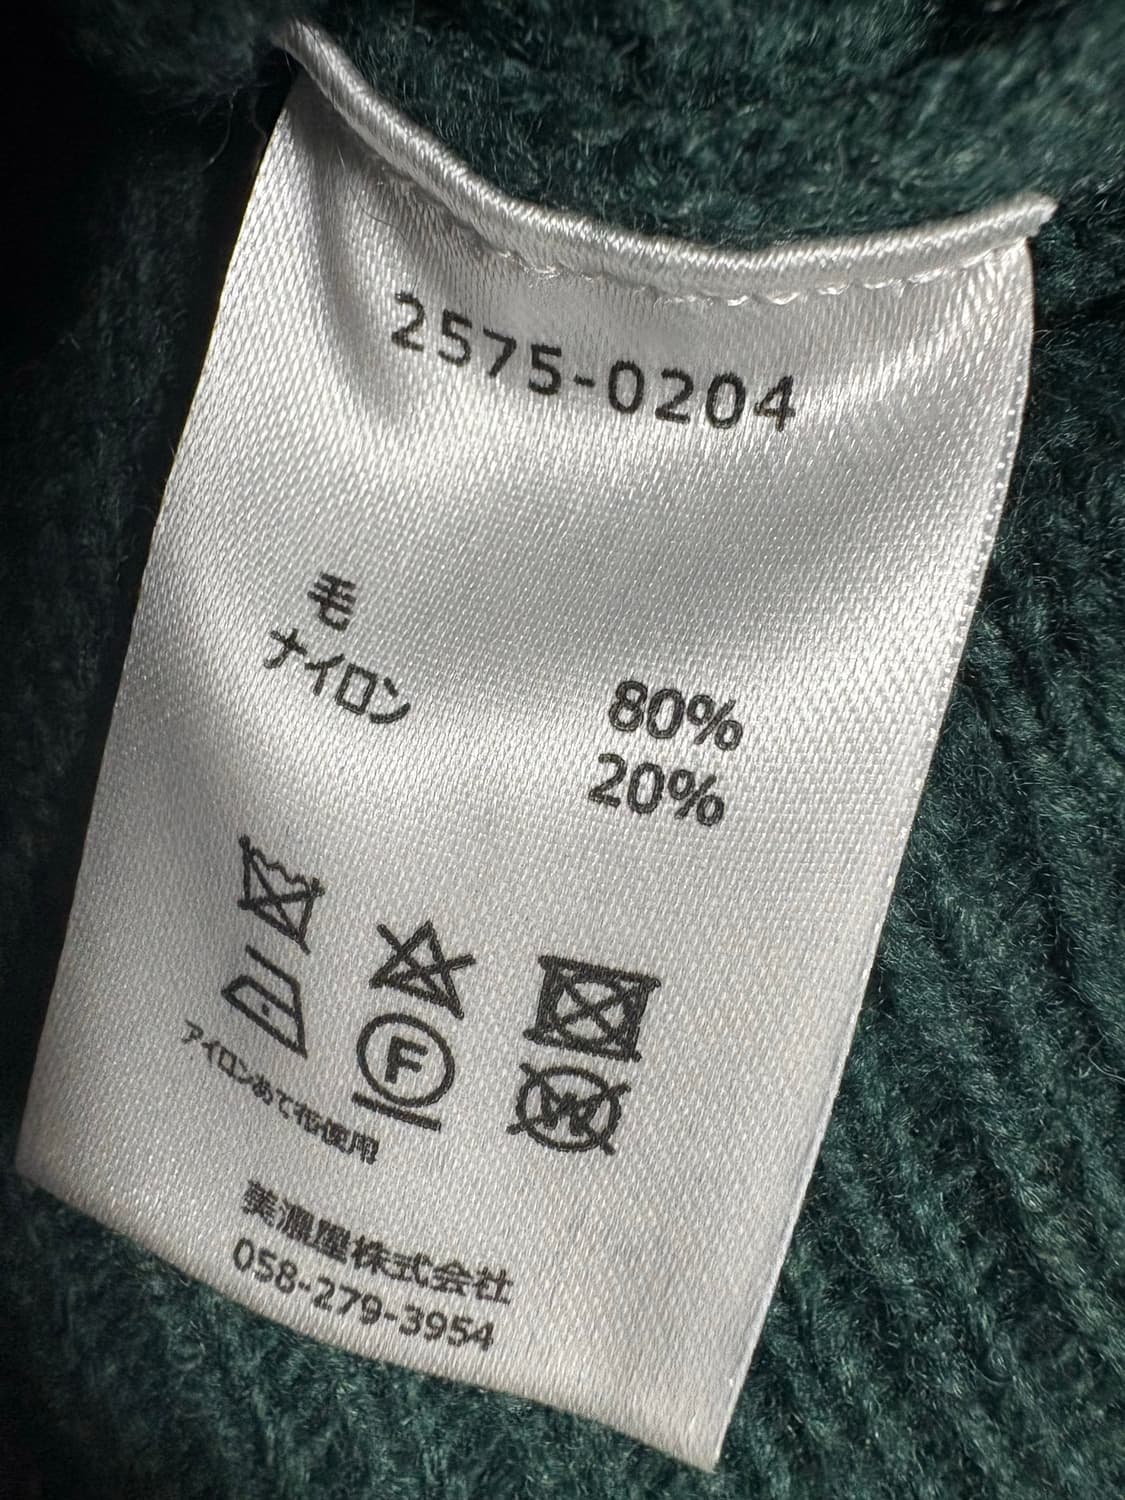 2575-0204
毛 80%
ナイロン 20%
F
W
アイロンあて布使用
美濃屋株式会社
058-279-3954